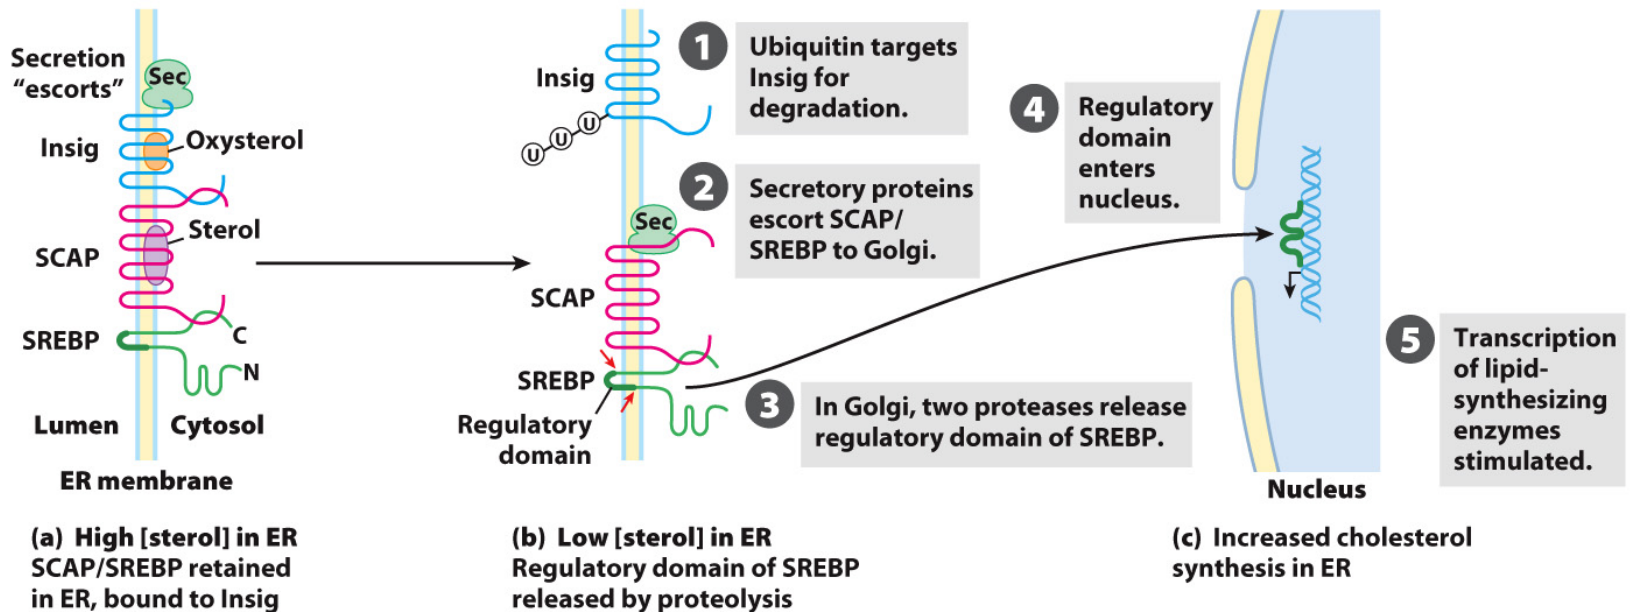 Secretion
“escorts”
Sec
Insig
Oxysterol
SCAP
Sterol
SREBP
C
N
Lumen
Cytosol
ER membrane
(a) High [sterol] in ER
SCAP/SREBP retained
in ER, bound to Insig
Insig
U
U
U
1
Ubiquitin targets
Insig for
degradation.
2
Secretory proteins
escort SCAP/
SREBP to Golgi.
Sec
SCAP
SREBP
Regulatory
domain
3
In Golgi, two proteases release
regulatory domain of SREBP.
(b) Low [sterol] in ER
Regulatory domain of SREBP
released by proteolysis
4
Regulatory
domain
enters
nucleus.
5
Transcription
of lipid-
synthesizing
enzymes
stimulated.
Nucleus
(c) Increased cholesterol
synthesis in ER